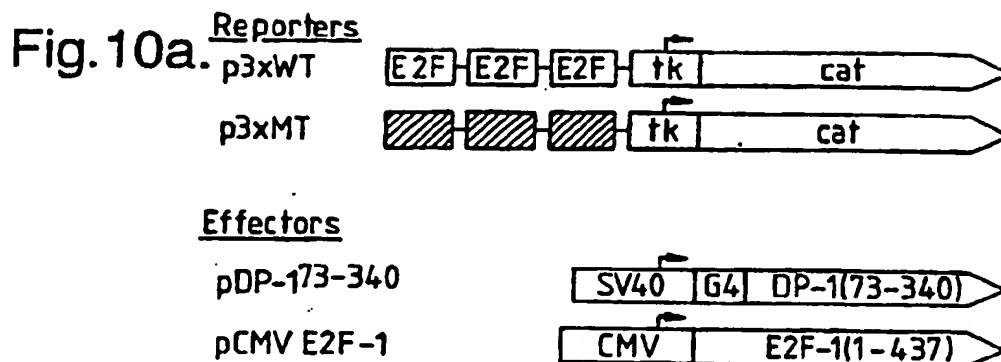 Fig.10a.
Reporters
p3xWT E2F E2F E2F tk cat
p3xMT tk cat
Effectors
pDP-1⁷³⁻³⁴⁰ SV40 G4 DP-1(73-340)
pCMV E2F-1 CMV E2F-1(1-437)